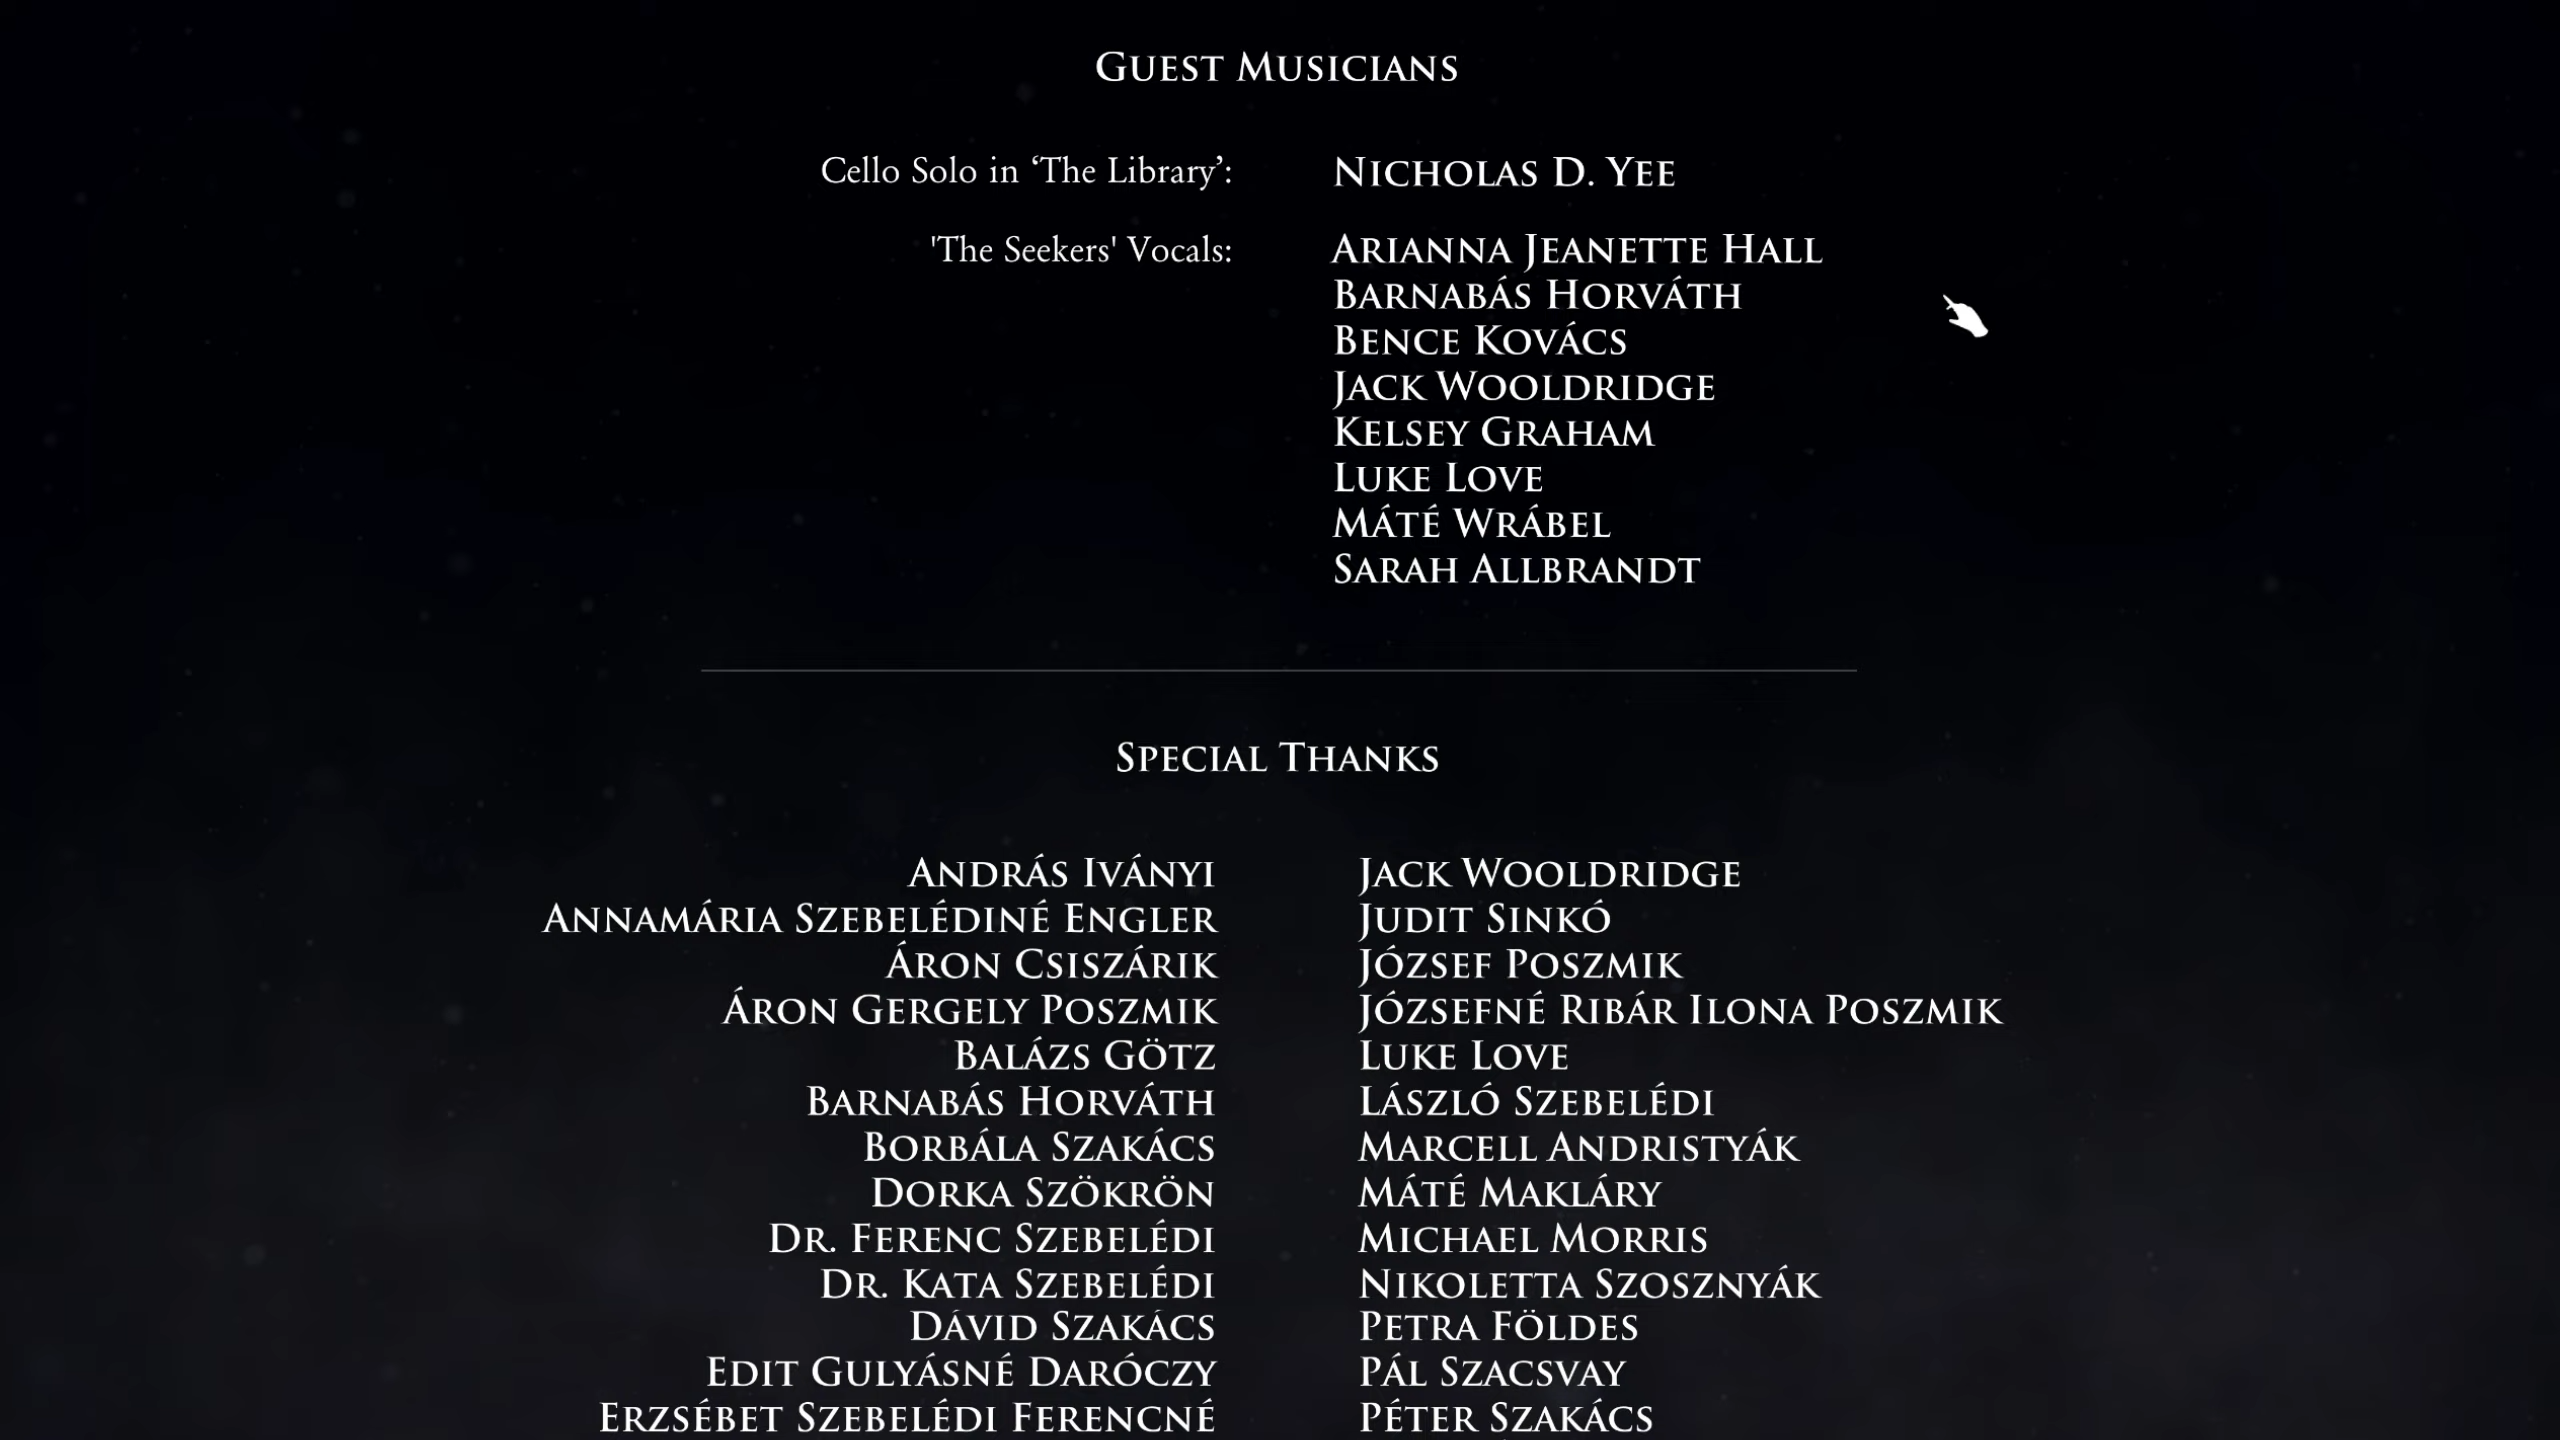 Guest Musicians
Cello Solo in ‘The Library’: Nicholas D. Yee
'The Seekers' Vocals: Arianna Jeanette Hall
Barnabás Horváth
Bence Kovács
Jack Wooldridge
Kelsey Graham
Luke Love
Máté Wrábel
Sarah Allbrandt
Special Thanks
András Iványi
Annamária Szebelédiné Engler
Áron Csiszárik
Áron Gergely Poszmik
Balázs Götz
Barnabás Horváth
Borbála Szakács
Dorka Szökrön
Dr. Ferenc Szebelédi
Dr. Kata Szebelédi
Dávid Szakács
Edit Gulyásné Daróczy
Erzsébet Szebelédi Ferencné
Jack Wooldridge
Judit Sinkó
József Poszmik
Józsefné Ribár Ilona Poszmik
Luke Love
László Szebelédi
Marcell Andristyák
Máté Makláry
Michael Morris
Nikoletta Szosznyák
Petra Földes
Pál Szacsvay
Péter Szakács